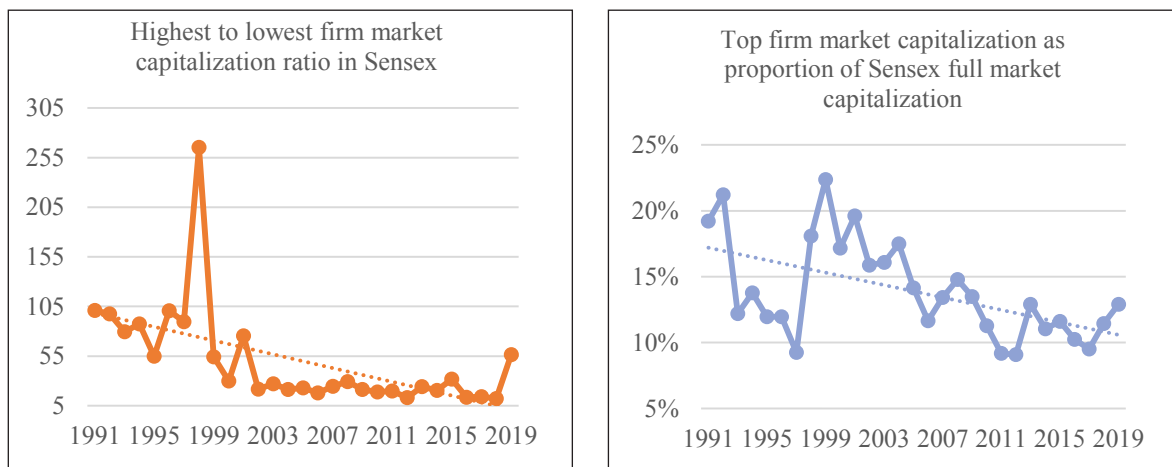 Highest to lowest firm market
capitalization ratio in Sensex
305
255
205
155
105
55
5
1991 1995 1999 2003 2007 2011 2015 2019
Top firm market capitalization as
proportion of Sensex full market
capitalization
25%
20%
15%
10%
5%
1991 1995 1999 2003 2007 2011 2015 2019